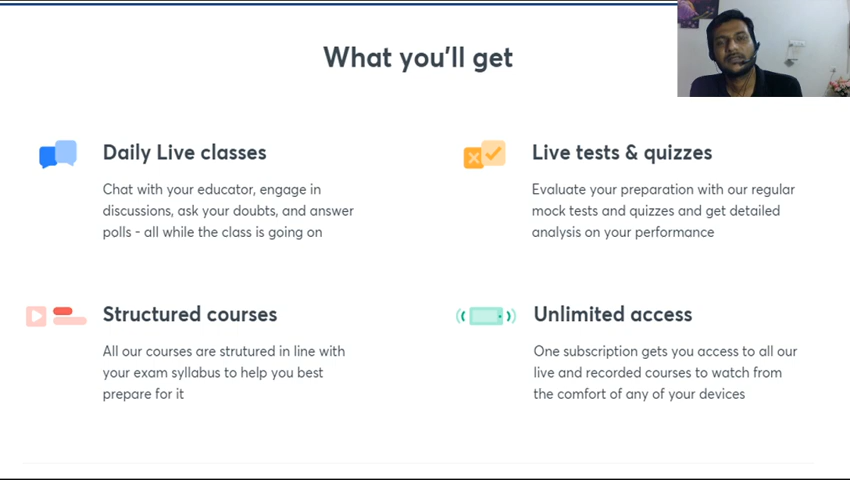 What you'll get
Daily Live classes
Chat with your educator, engage in
discussions, ask your doubts, and answer
polls - all while the class is going on
Live tests & quizzes
Evaluate your preparation with our regular
mock tests and quizzes and get detailed
analysis on your performance
Structured courses
All our courses are strutured in line with
your exam syllabus to help you best
prepare for it
Unlimited access
One subscription gets you access to all our
live and recorded courses to watch from
the comfort of any of your devices